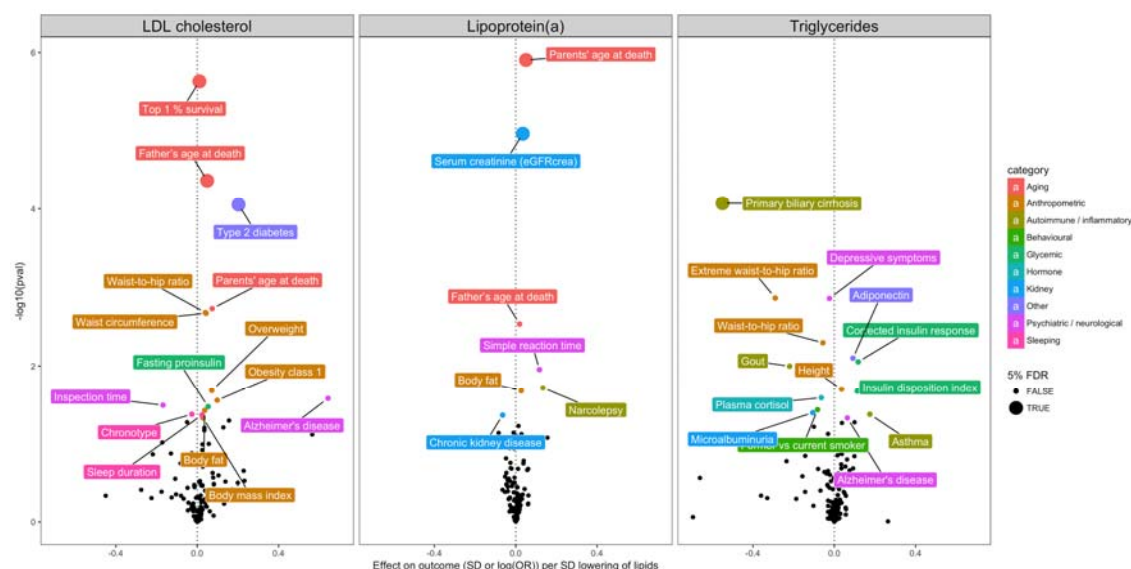 LDL cholesterol
Lipoprotein(a)
Triglycerides
6
4
2
0
-log10(pval)
Top 1 % survival
Father's age at death
Type 2 diabetes
Waist-to-hip ratio
Parents' age at death
Waist circumference
Overweight
Fasting proinsulin
Obesity class 1
Inspection time
Chronotype
Alzheimer's disease
Sleep duration
Body fat
Body mass index
Parents' age at death
Serum creatinine (eGFRcrea)
Father's age at death
Simple reaction time
Body fat
Narcolepsy
Chronic kidney disease
Primary biliary cirrhosis
Extreme waist-to-hip ratio
Depressive symptoms
Adiponectin
Waist-to-hip ratio
Corrected insulin response
Gout
Height
Insulin disposition index
Plasma cortisol
Microalbuminuria
Former vs current smoker
Asthma
Alzheimer's disease
-0.4 0.0 0.4
-0.4 0.0 0.4
-0.4 0.0 0.4
Effect on outcome (SD or log(OR)) per SD lowering of lipids
category
a Aging
a Anthropometric
a Autoimmune / inflammatory
a Behavioural
a Glycemic
a Hormone
a Kidney
a Other
a Psychiatric / neurological
a Sleeping
5% FDR
FALSE
TRUE